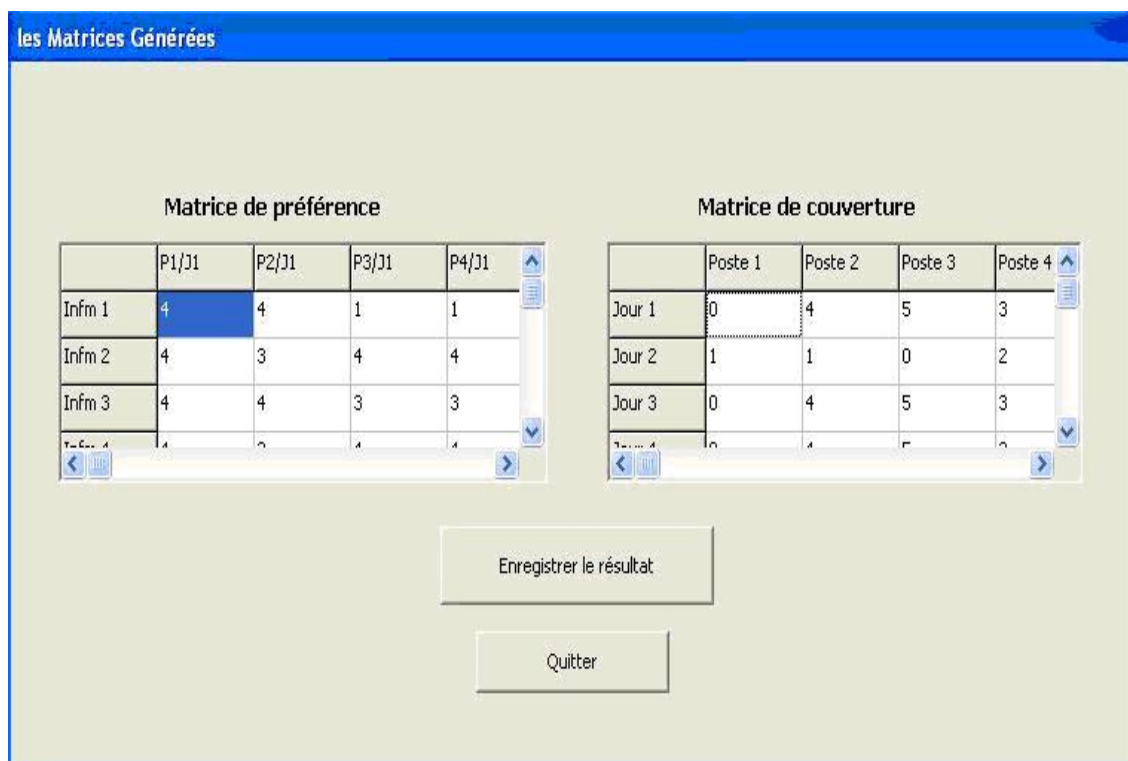 les Matrices Générées
Matrice de préférence
P1/J1 P2/J1 P3/J1 P4/J1
Infm 1 4 4 1 1
Infm 2 4 3 4 4
Infm 3 4 4 3 3
Matrice de couverture
Poste 1 Poste 2 Poste 3 Poste 4
Jour 1 0 4 5 3
Jour 2 1 1 0 2
Jour 3 0 4 5 3
Enregistrer le résultat
Quitter